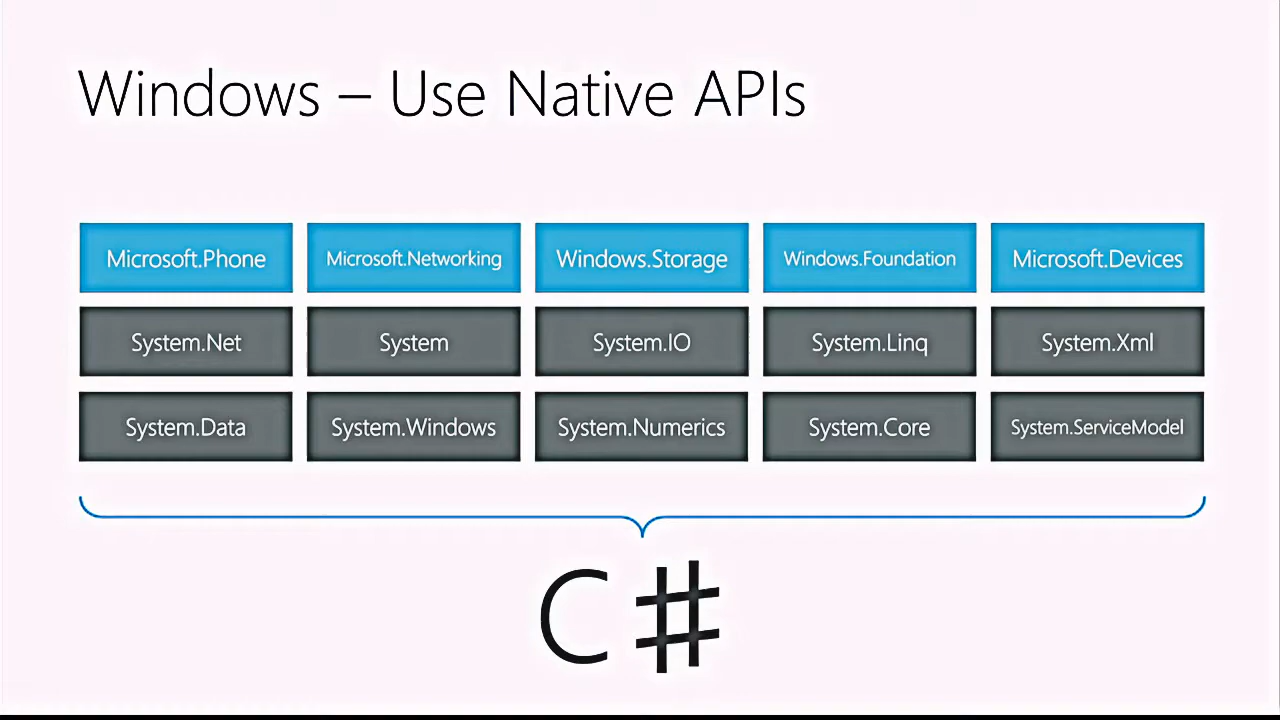 Windows – Use Native APIs
Microsoft.Phone
Microsoft.Networking
Windows.Storage
Windows.Foundation
Microsoft.Devices
System.Net
System
System.IO
System.Linq
System.Xml
System.Data
System.Windows
System.Numerics
System.Core
System.ServiceModel
C#